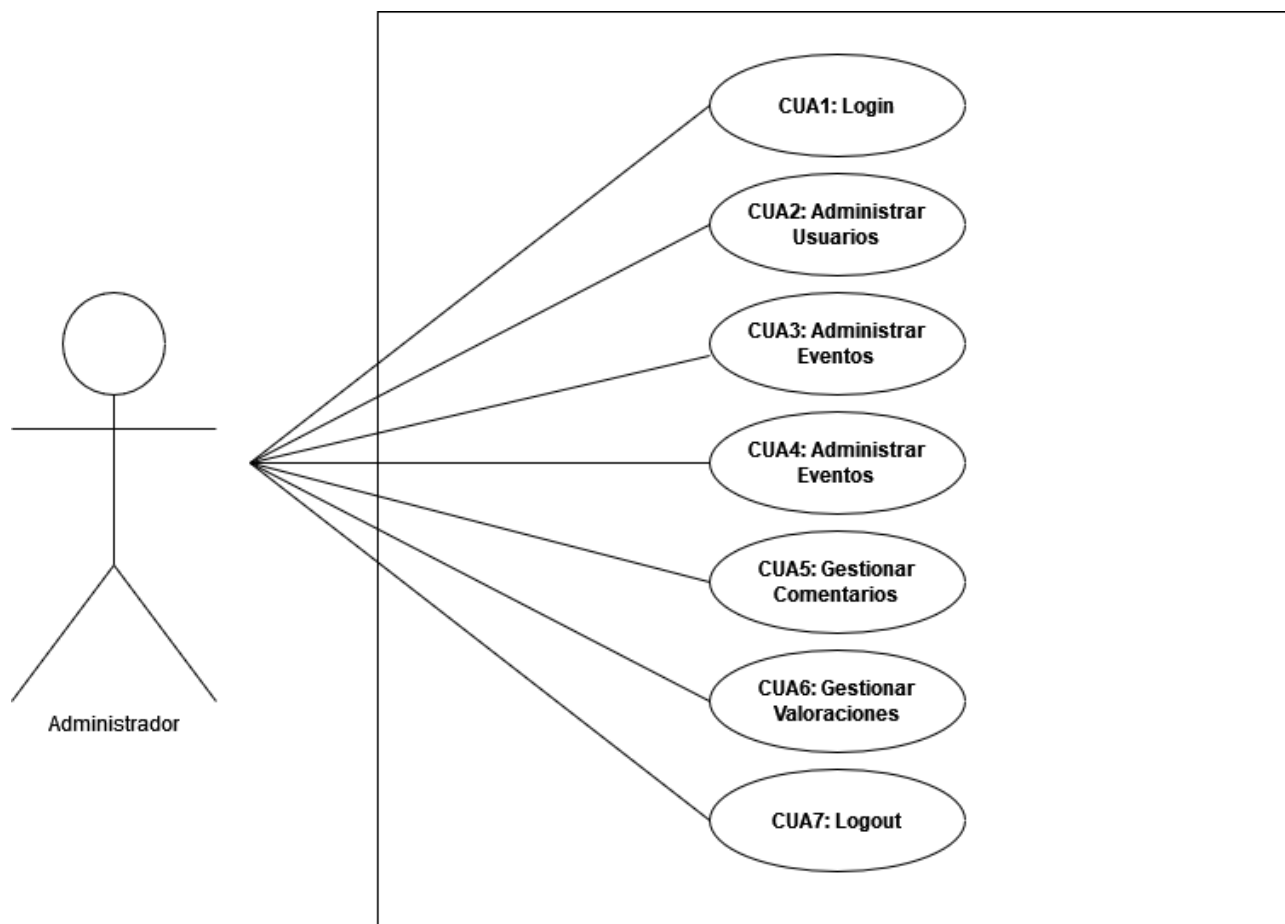 CUA1: Login
CUA2: Administrar
Usuarios
CUA3: Administrar
Eventos
CUA4: Administrar
Eventos
CUA5: Gestionar
Comentarios
CUA6: Gestionar
Valoraciones
Administrador
CUA7: Logout